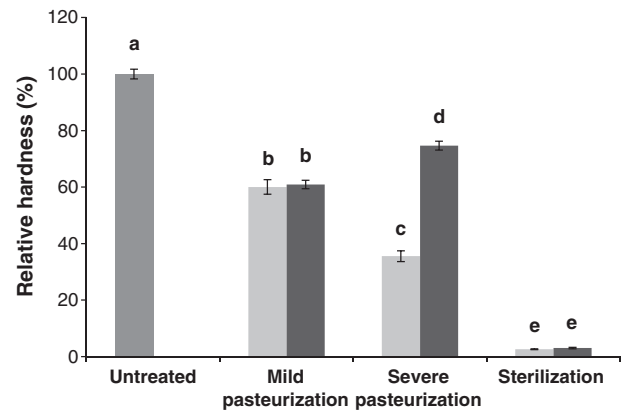 120
100
80
60
40
20
0
Relative hardness (%)
a
b b
c
d
e e
Untreated Mild Severe Sterilization
pasteurization pasteurization